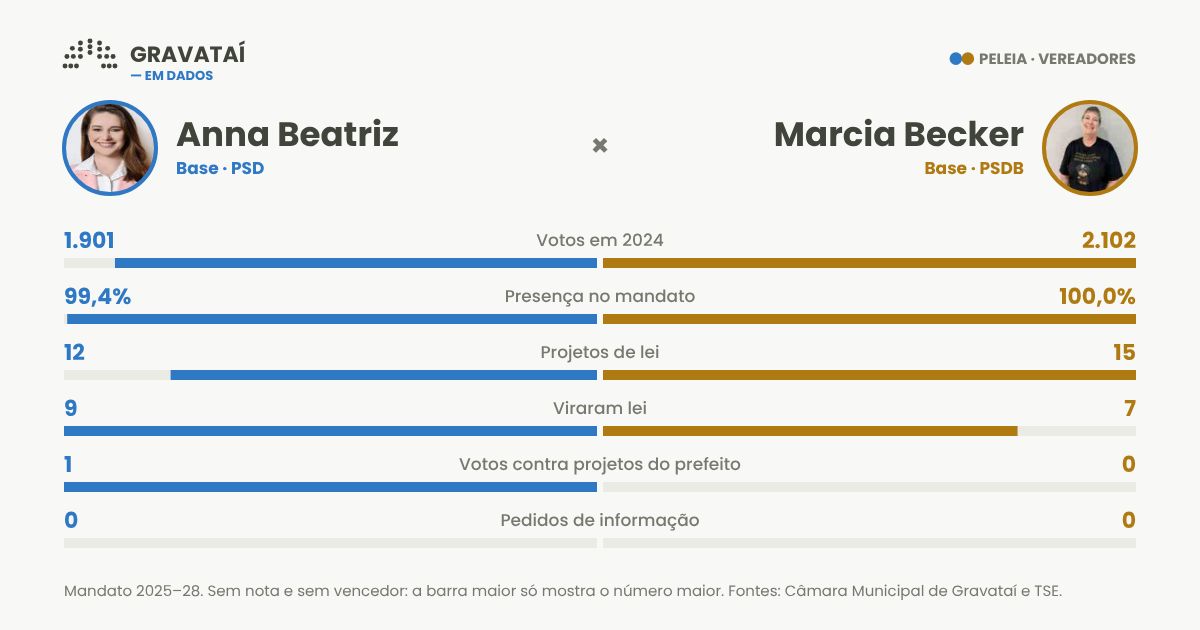 GRAVATAÍ
— EM DADOS
PELEIA · VEREADORES
Anna Beatriz
Base · PSD
×
Marcia Becker
Base · PSDB
1.901 Votos em 2024 2.102
99,4% Presença no mandato 100,0%
12 Projetos de lei 15
9 Viraram lei 7
1 Votos contra projetos do prefeito 0
0 Pedidos de informação 0
Mandato 2025–28. Sem nota e sem vencedor: a barra maior só mostra o número maior. Fontes: Câmara Municipal de Gravataí e TSE.